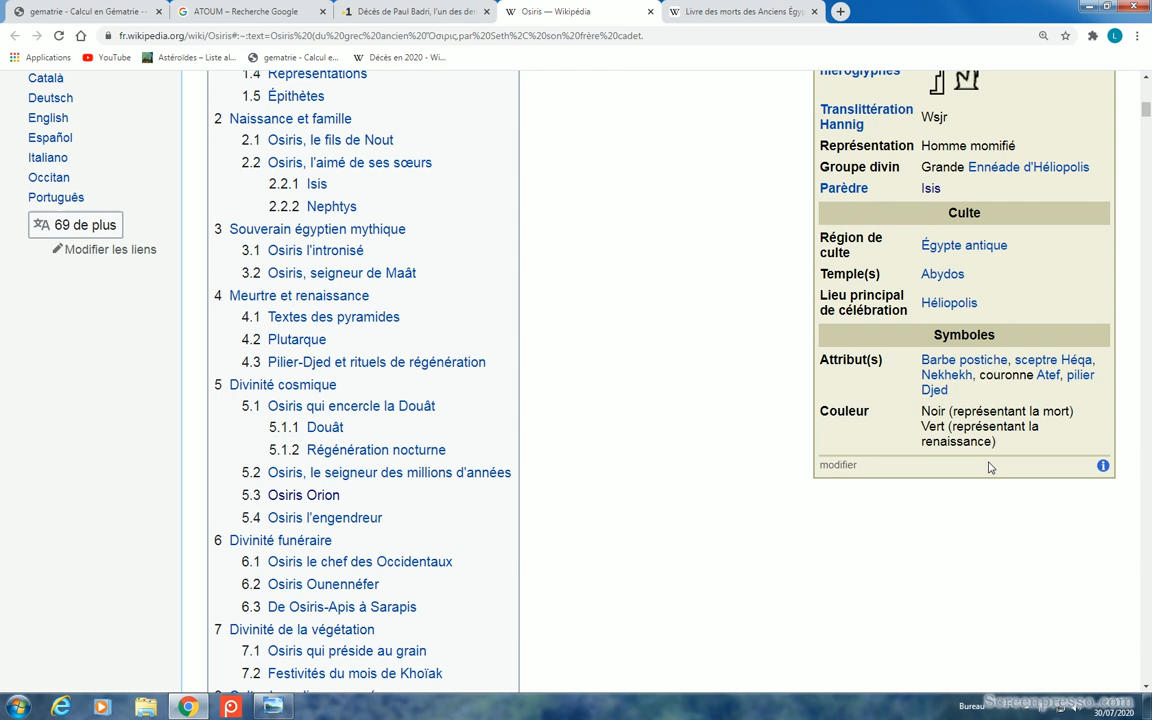 gematrie - Calcul en Gématrie --
ATOUM – Recherche Google
Décès de Paul Badri, l'un des de
Osiris — Wikipédia
Livre des morts des Anciens Égy
fr.wikipedia.org/wiki/Osiris#:~:text=Osiris%20(du%20grec%20ancien%20"Οσιρις,par%20Seth%2C%20son%20frère%20cadet.
L
Applications
YouTube
Astéroïdes – Liste al...
gematrie - Calcul e...
Décès en 2020 - Wi...
Català
Deutsch
English
Español
Italiano
Occitan
Português
69 de plus
Modifier les liens
1.4 Représentations
1.5 Épithètes
2 Naissance et famille
2.1 Osiris, le fils de Nout
2.2 Osiris, l'aimé de ses sœurs
2.2.1 Isis
2.2.2 Nephtys
3 Souverain égyptien mythique
3.1 Osiris l'intronisé
3.2 Osiris, seigneur de Maât
4 Meurtre et renaissance
4.1 Textes des pyramides
4.2 Plutarque
4.3 Pilier-Djed et rituels de régénération
5 Divinité cosmique
5.1 Osiris qui encercle la Douât
5.1.1 Douât
5.1.2 Régénération nocturne
5.2 Osiris, le seigneur des millions d'années
5.3 Osiris Orion
5.4 Osiris l'engendreur
6 Divinité funéraire
6.1 Osiris le chef des Occidentaux
6.2 Osiris Ounennéfer
6.3 De Osiris-Apis à Sarapis
7 Divinité de la végétation
7.1 Osiris qui préside au grain
7.2 Festivités du mois de Khoïak
hiéroglyphes
Translittération Hannig Wsjr
Représentation Homme momifié
Groupe divin Grande Ennéade d'Héliopolis
Parèdre Isis
Culte
Région de culte Égypte antique
Temple(s) Abydos
Lieu principal de célébration Héliopolis
Symboles
Attribut(s) Barbe postiche, sceptre Héqa,
Nekhekh, couronne Atef, pilier
Djed
Couleur Noir (représentant la mort)
Vert (représentant la
renaissance)
modifier
Bureau
Screenpresso.com
30/07/2020